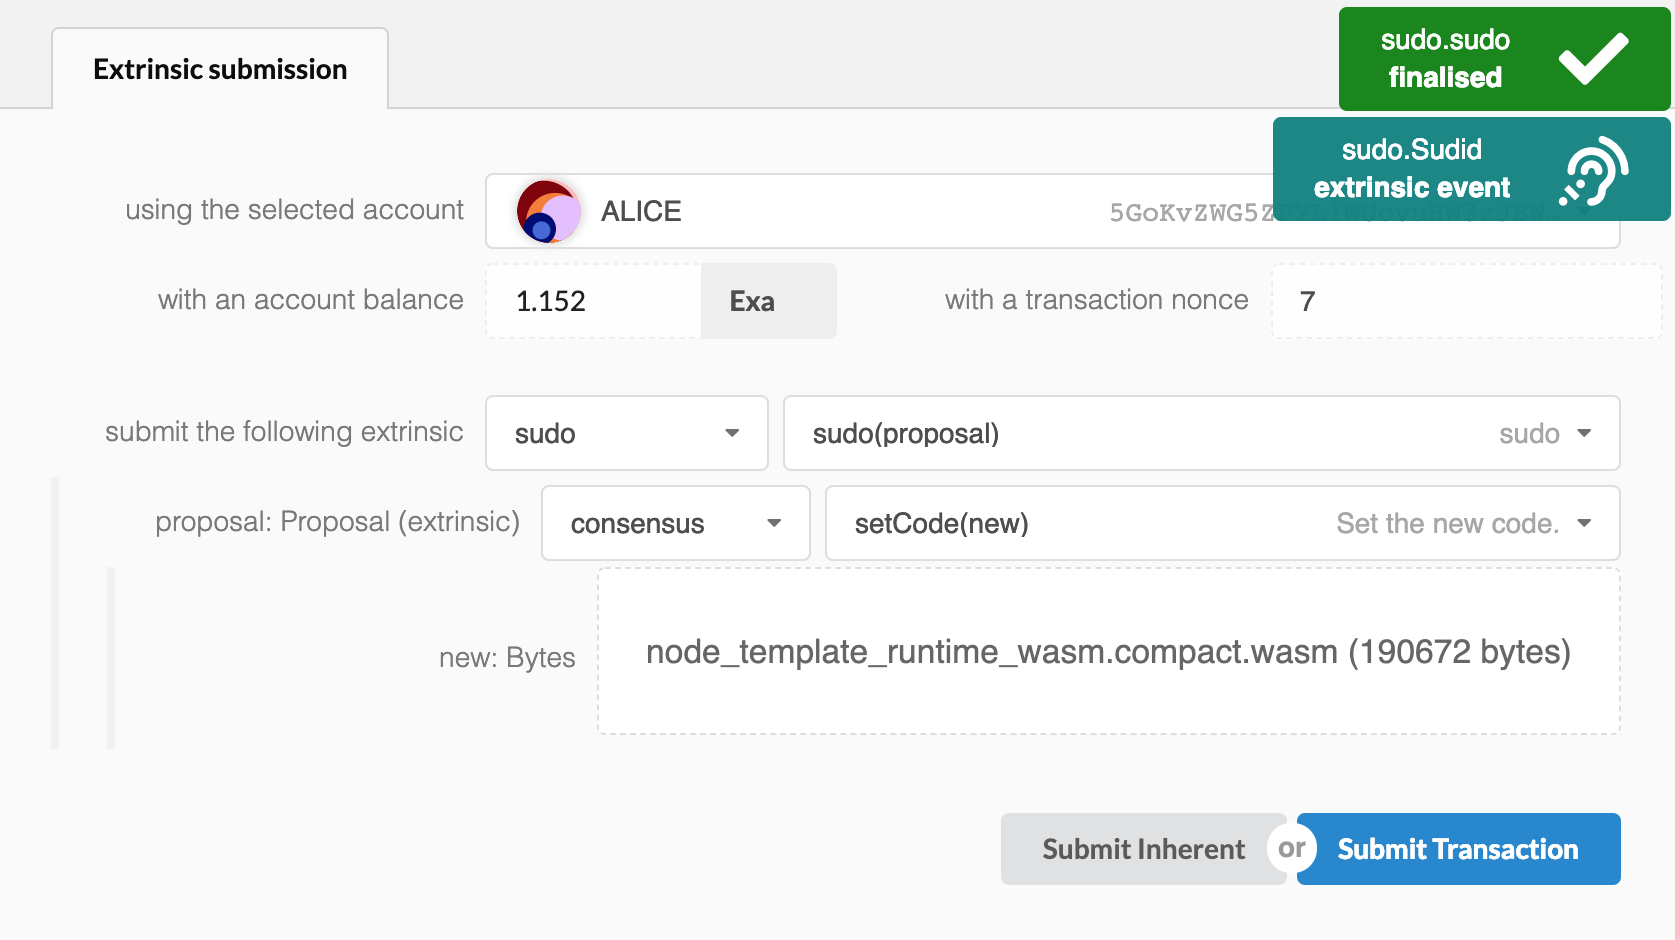 Extrinsic submission
sudo.sudo
finalised
sudo.Sudid
extrinsic event
using the selected account
ALICE
with an account balance
1.152
Exa
with a transaction nonce
7
submit the following extrinsic
sudo
sudo(proposal)
sudo
proposal: Proposal (extrinsic)
consensus
setCode(new)
Set the new code.
new: Bytes
node_template_runtime_wasm.compact.wasm (190672 bytes)
Submit Inherent
or
Submit Transaction